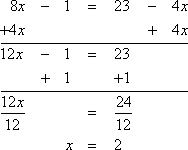 8x − 1 = 23 − 4x
+4x + 4x
12x − 1 = 23
+ 1 +1
12x/12 = 24/12
x = 2